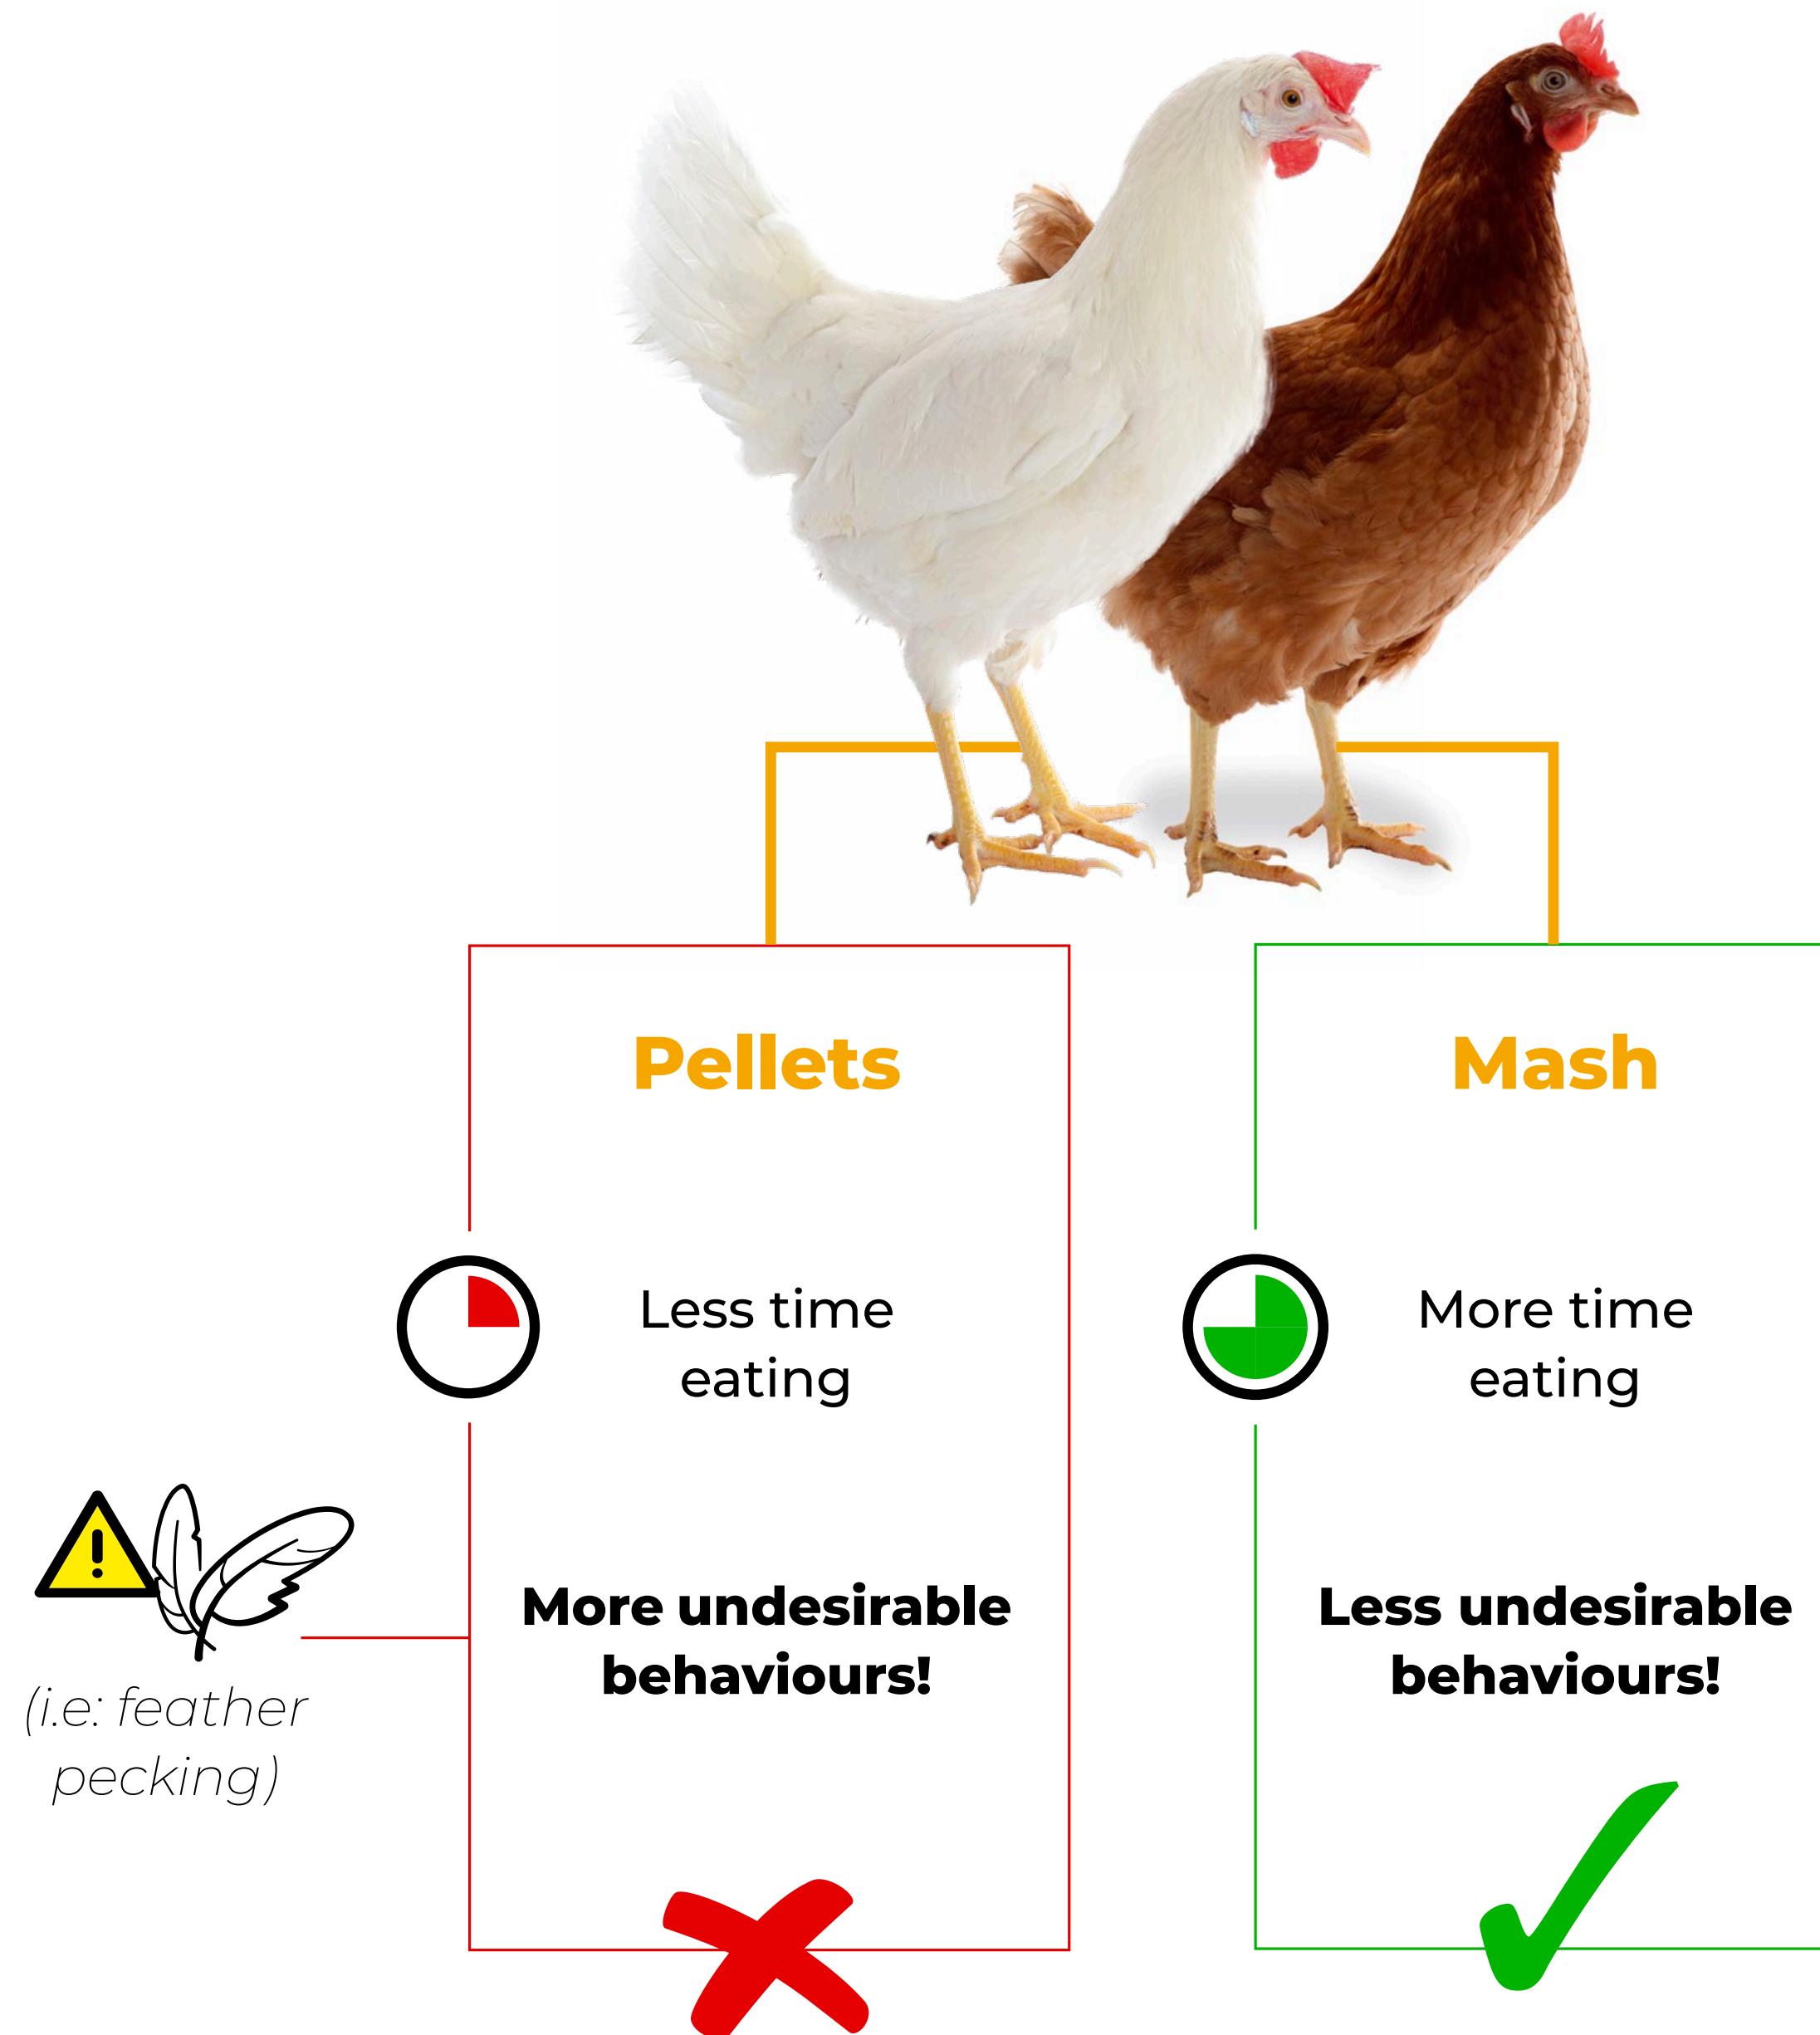 Pellets
Less time
eating
More undesirable
behaviours!
(i.e: feather
pecking)
Mash
More time
eating
Less undesirable
behaviours!